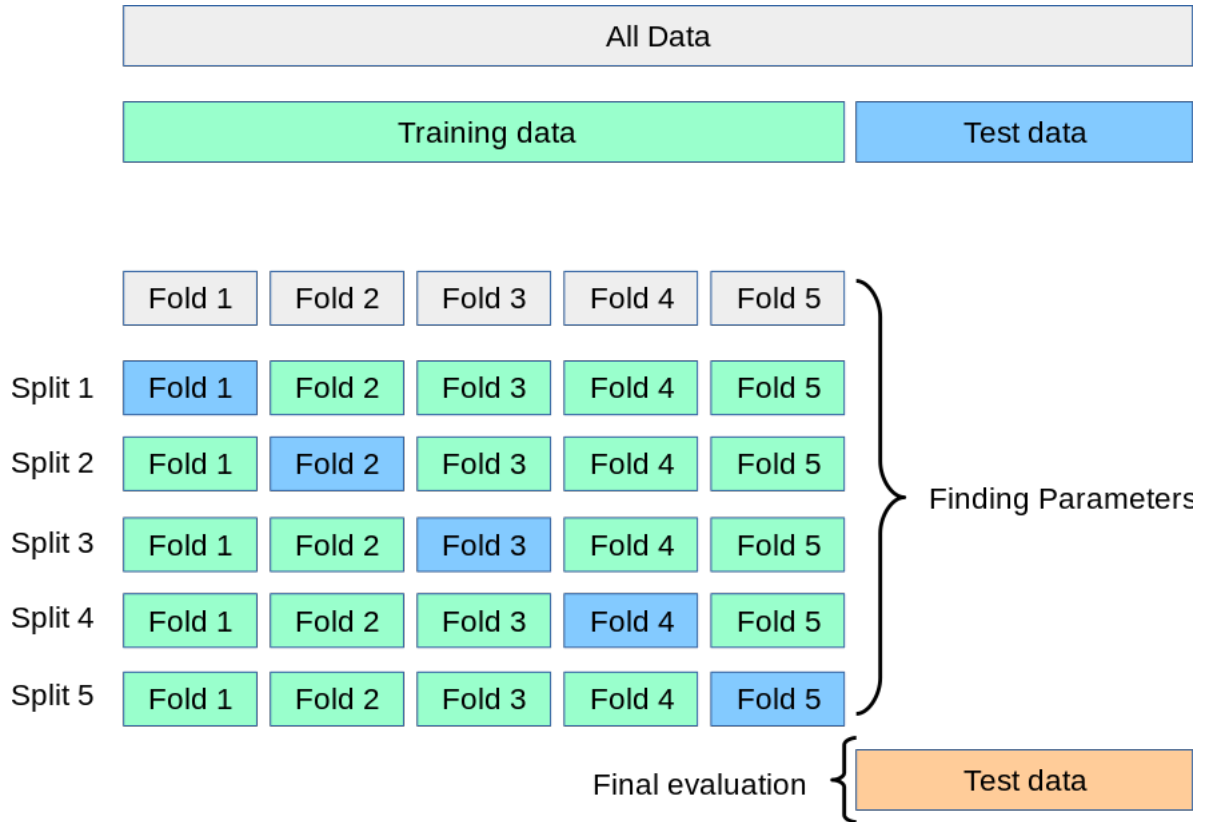 All Data
Training data Test data
Fold 1 Fold 2 Fold 3 Fold 4 Fold 5
Split 1 Fold 1 Fold 2 Fold 3 Fold 4 Fold 5
Split 2 Fold 1 Fold 2 Fold 3 Fold 4 Fold 5
Finding Parameters
Split 3 Fold 1 Fold 2 Fold 3 Fold 4 Fold 5
Split 4 Fold 1 Fold 2 Fold 3 Fold 4 Fold 5
Split 5 Fold 1 Fold 2 Fold 3 Fold 4 Fold 5
Final evaluation Test data